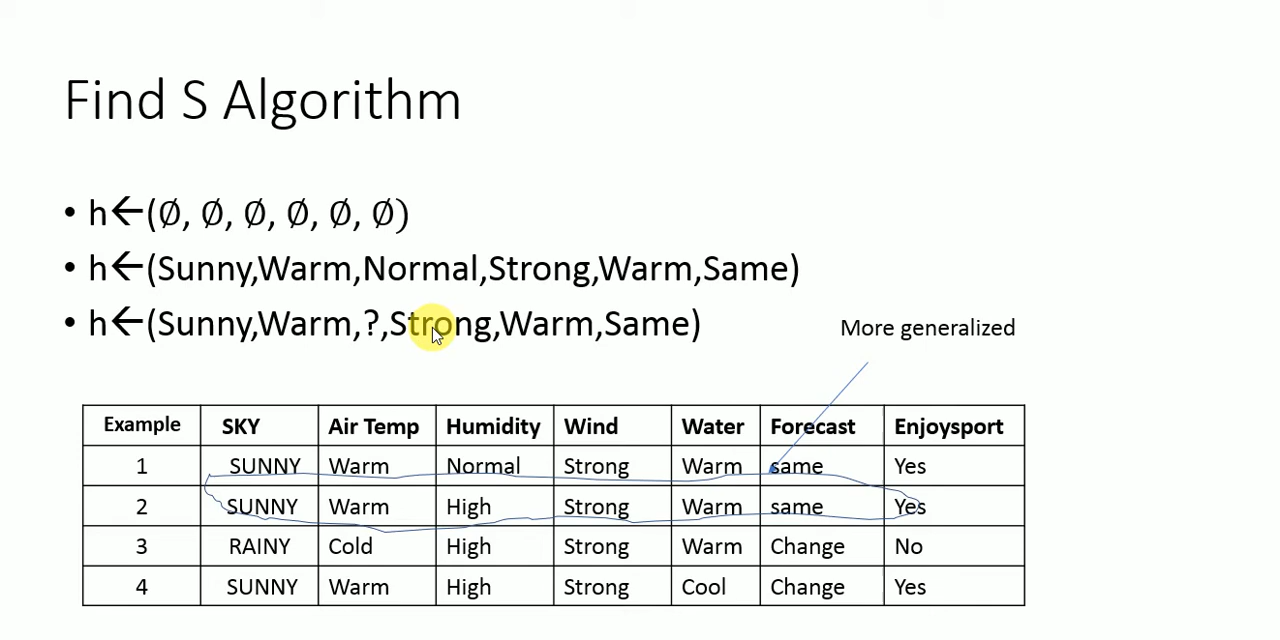 Find S Algorithm
• h←(∅, ∅, ∅, ∅, ∅, ∅)
• h←(Sunny,Warm,Normal,Strong,Warm,Same)
• h←(Sunny,Warm,?,Strong,Warm,Same)
More generalized
Example SKY Air Temp Humidity Wind Water Forecast Enjoysport
1 SUNNY Warm Normal Strong Warm same Yes
2 SUNNY Warm High Strong Warm same Yes
3 RAINY Cold High Strong Warm Change No
4 SUNNY Warm High Strong Cool Change Yes